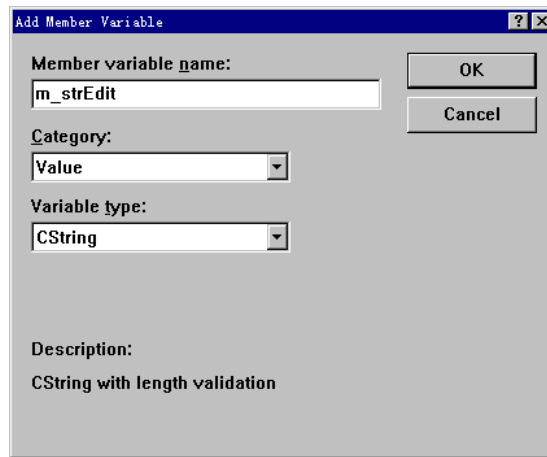 Add Member Variable
Member variable name:
m_strEdit
OK
Cancel
Category:
Value
Variable type:
CString
Description:
CString with length validation